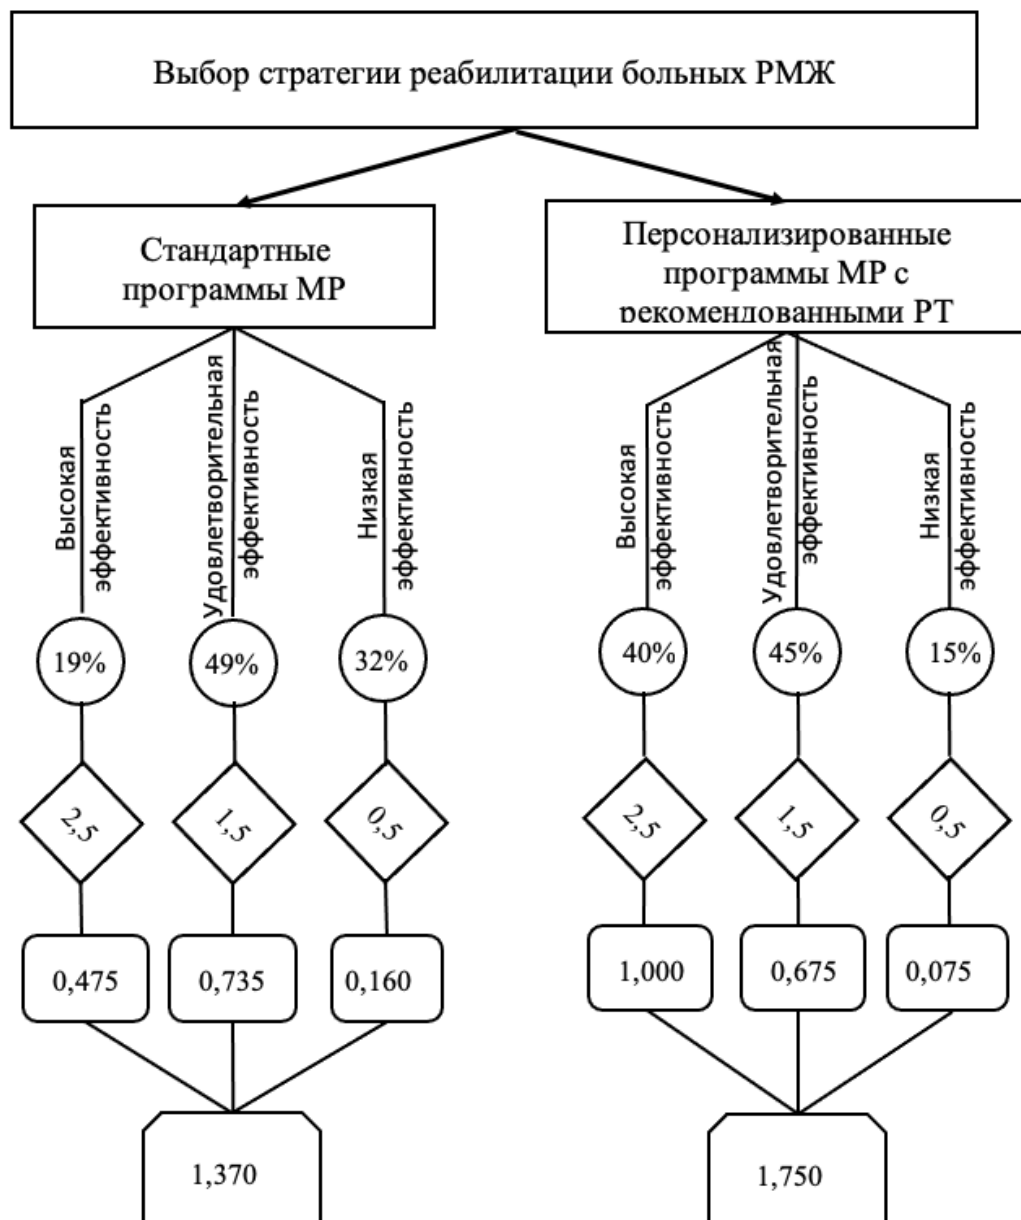 Выбор стратегии реабилитации больных РМЖ
Стандартные
программы МР
Персонализированные
программы МР с
рекомендованными РТ
Высокая
эффективность
Удовлетворительная
эффективность
Низкая
эффективность
Высокая
эффективность
Удовлетворительная
эффективность
Низкая
эффективность
19%
49%
32%
40%
45%
15%
2,5
1,5
0,5
2,5
1,5
0,5
0,475
0,735
0,160
1,000
0,675
0,075
1,370
1,750